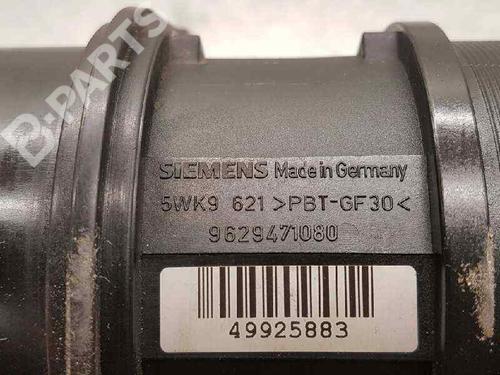 B-PARTS
SIEMENS Made in Germany
5WK9 621 >PBT-GF30<
9629471080
49925883